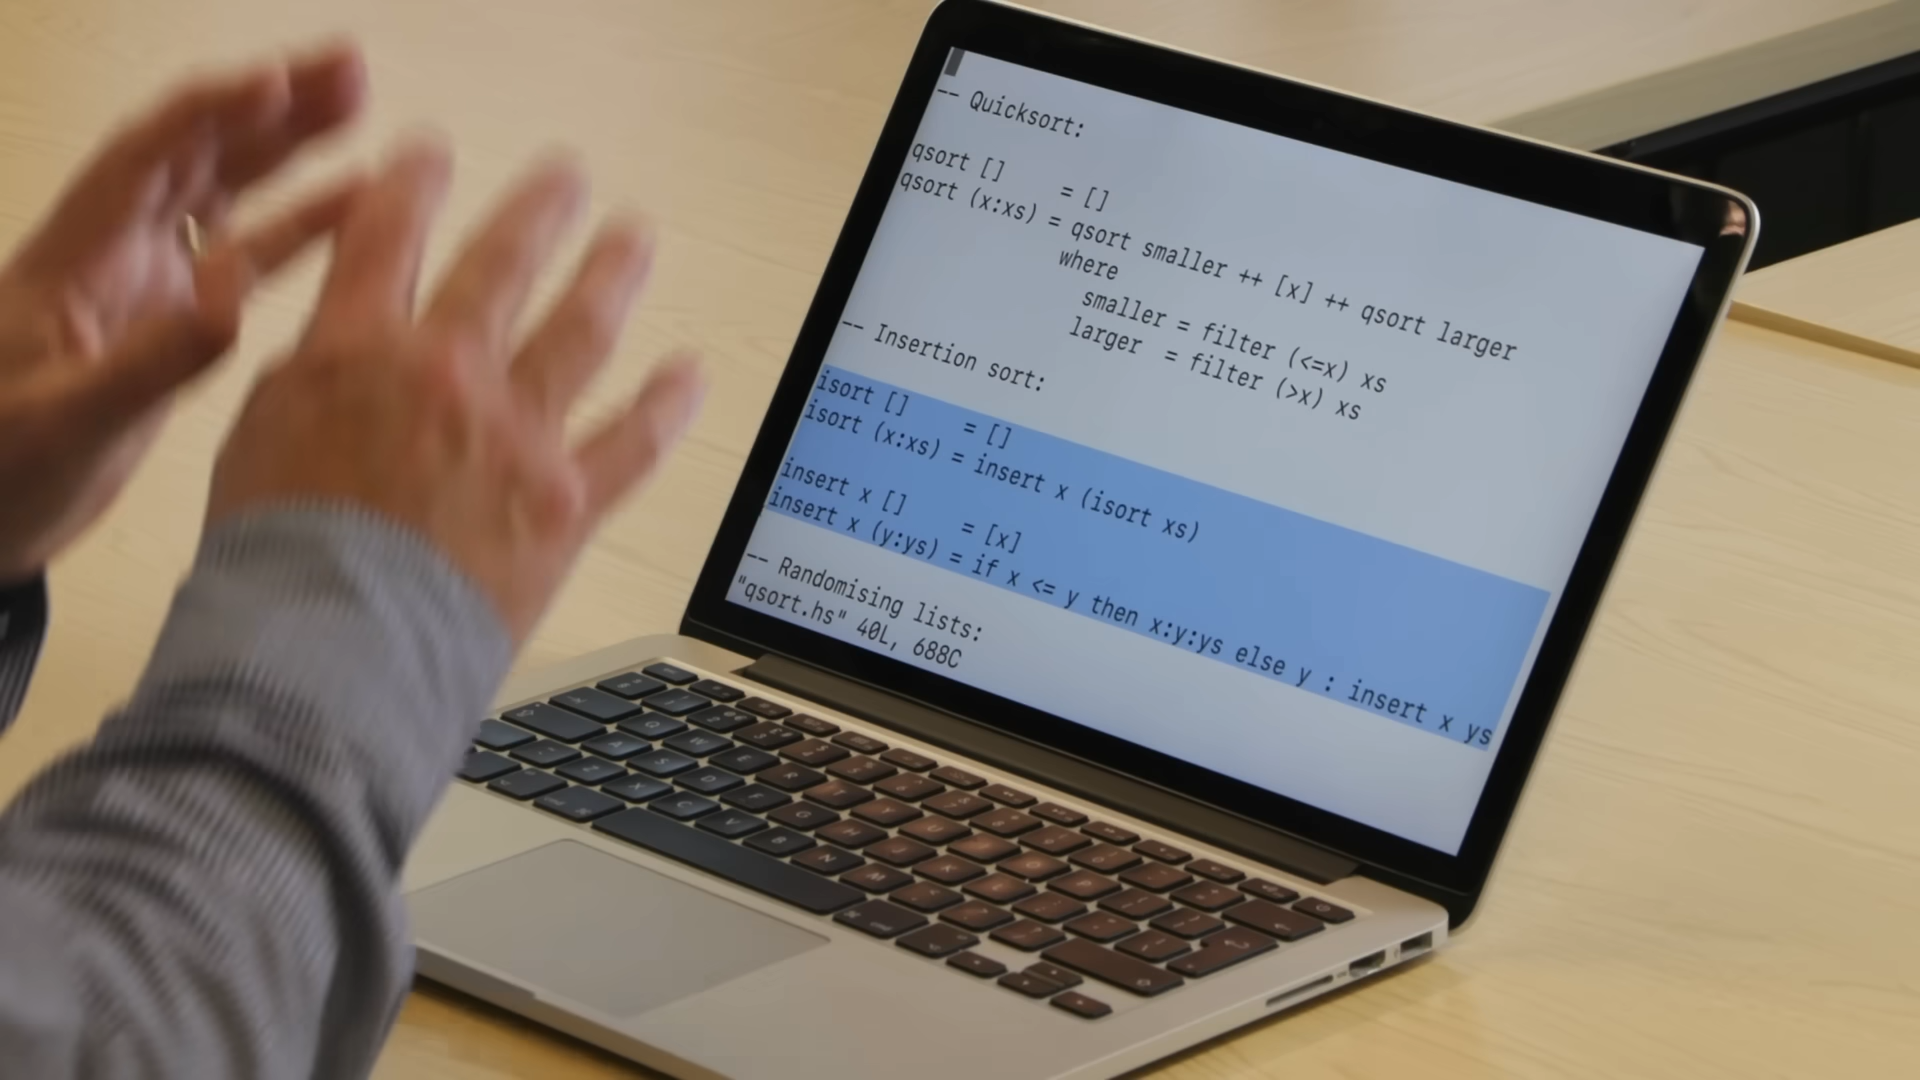 -- Quicksort:
qsort []     = []
qsort (x:xs) = qsort smaller ++ [x] ++ qsort larger
where
smaller = filter (<=x) xs
larger  = filter (>x) xs
-- Insertion sort:
isort []     = []
isort (x:xs) = insert x (isort xs)
insert x []     = [x]
insert x (y:ys) = if x <= y then x:y:ys else y : insert x ys
-- Randomising lists:
"qsort.hs" 40L, 688C